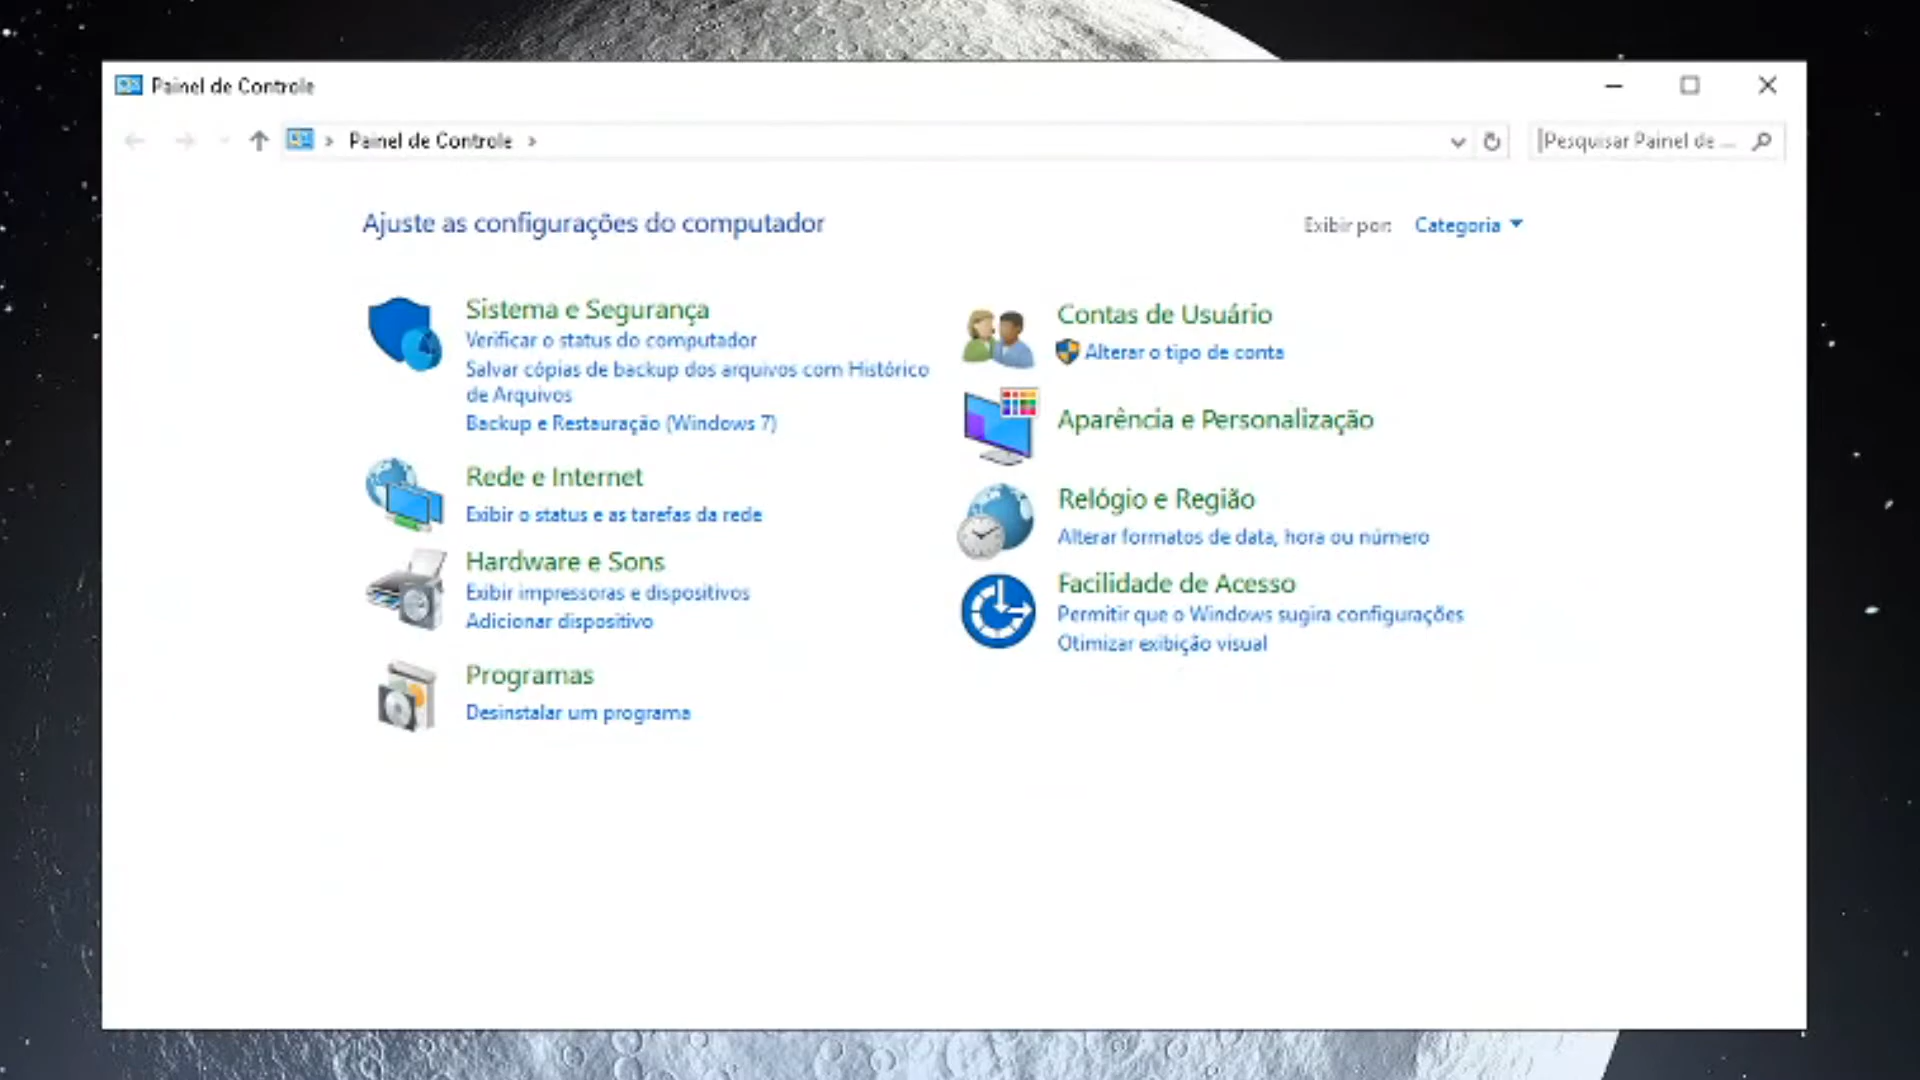 Painel de Controle
Painel de Controle
Pesquisar Painel de ...
Ajuste as configurações do computador
Exibir por:
Categoria
Sistema e Segurança
Verificar o status do computador
Salvar cópias de backup dos arquivos com Histórico
de Arquivos
Backup e Restauração (Windows 7)
Rede e Internet
Exibir o status e as tarefas da rede
Hardware e Sons
Exibir impressoras e dispositivos
Adicionar dispositivo
Programas
Desinstalar um programa
Contas de Usuário
Alterar o tipo de conta
Aparência e Personalização
Relógio e Região
Alterar formatos de data, hora ou número
Facilidade de Acesso
Permitir que o Windows sugira configurações
Otimizar exibição visual